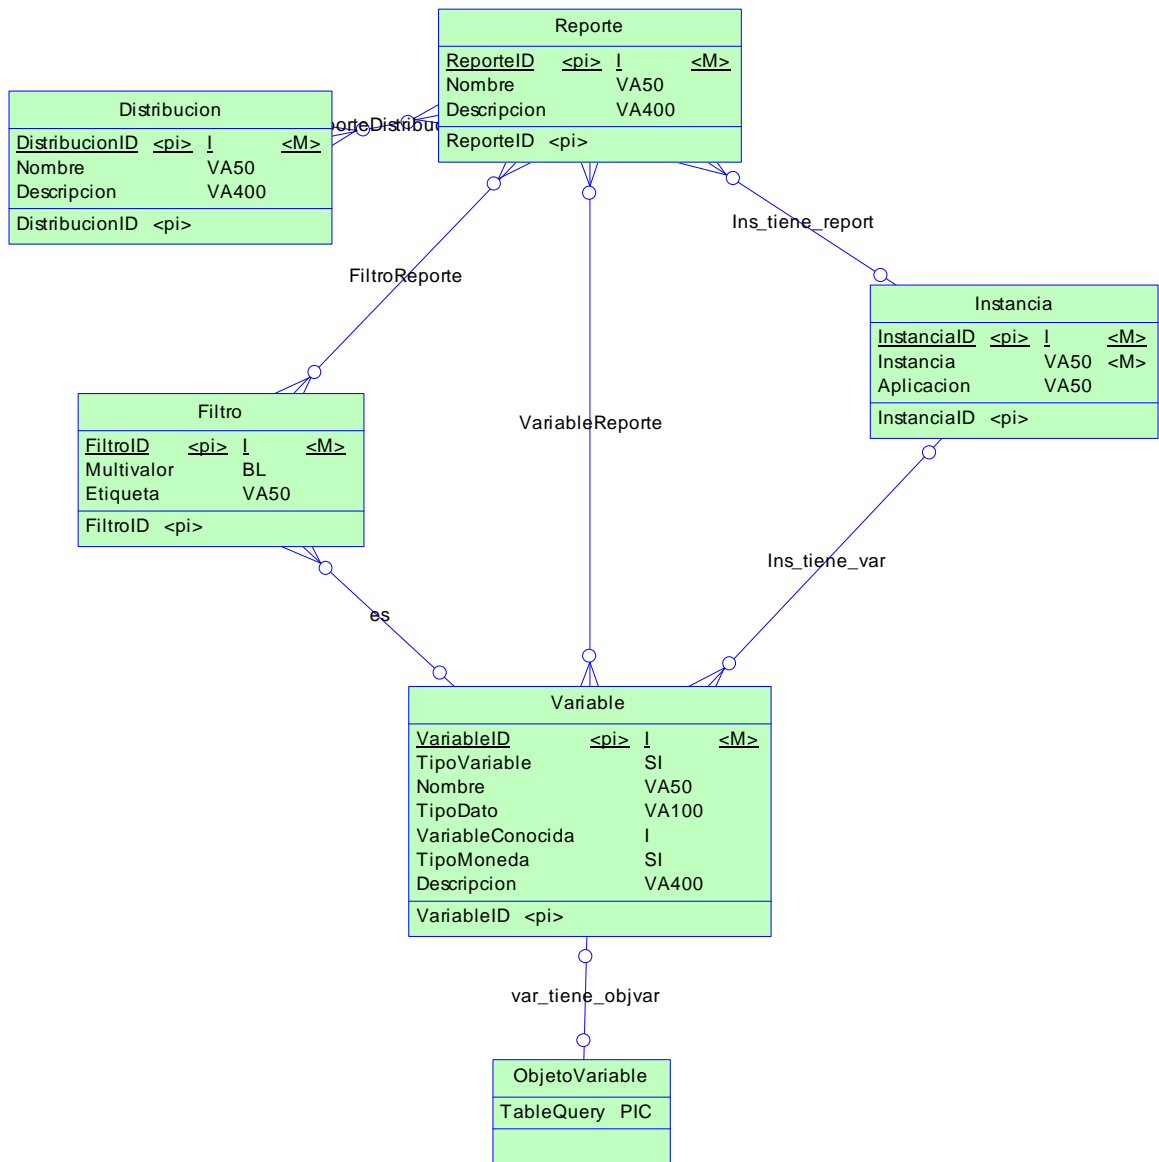 Reporte
ReporteID <pi> I <M>
Nombre VA50
Descripcion VA400
ReporteID <pi>
Distribucion
DistribucionID <pi> I <M>
Nombre VA50
Descripcion VA400
DistribucionID <pi>
Ins_tiene_report
FiltroReporte
Instancia
InstanciaID <pi> I <M>
Instancia VA50 <M>
Aplicacion VA50
InstanciaID <pi>
Filtro
FiltroID <pi> I <M>
Multivalor BL
Etiqueta VA50
FiltroID <pi>
VariableReporte
Ins_tiene_var
es
Variable
VariableID <pi> I <M>
TipoVariable SI
Nombre VA50
TipoDato VA100
VariableConocida I
TipoMoneda SI
Descripcion VA400
VariableID <pi>
var_tiene_objvar
ObjetoVariable
TableQuery PIC